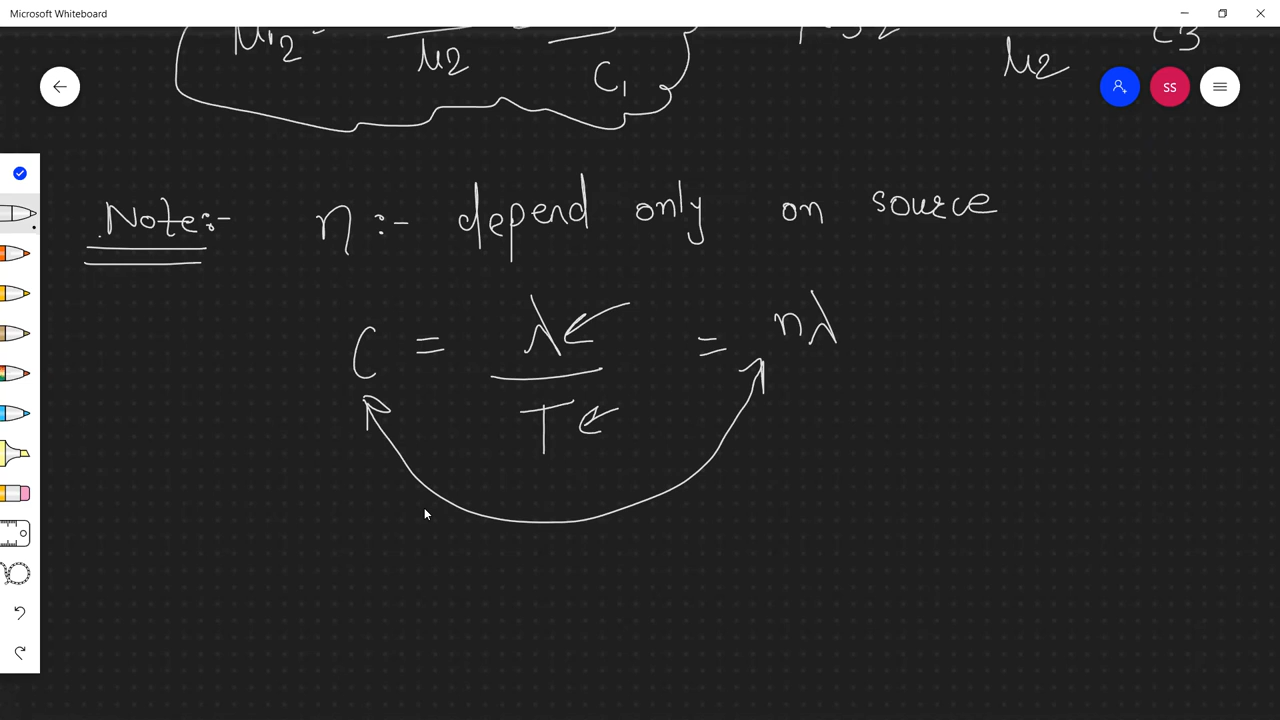 Microsoft Whiteboard
μ2 C1 μ2 C3
SS
Note:- n :- depend only on source
C = λ / T = nλ